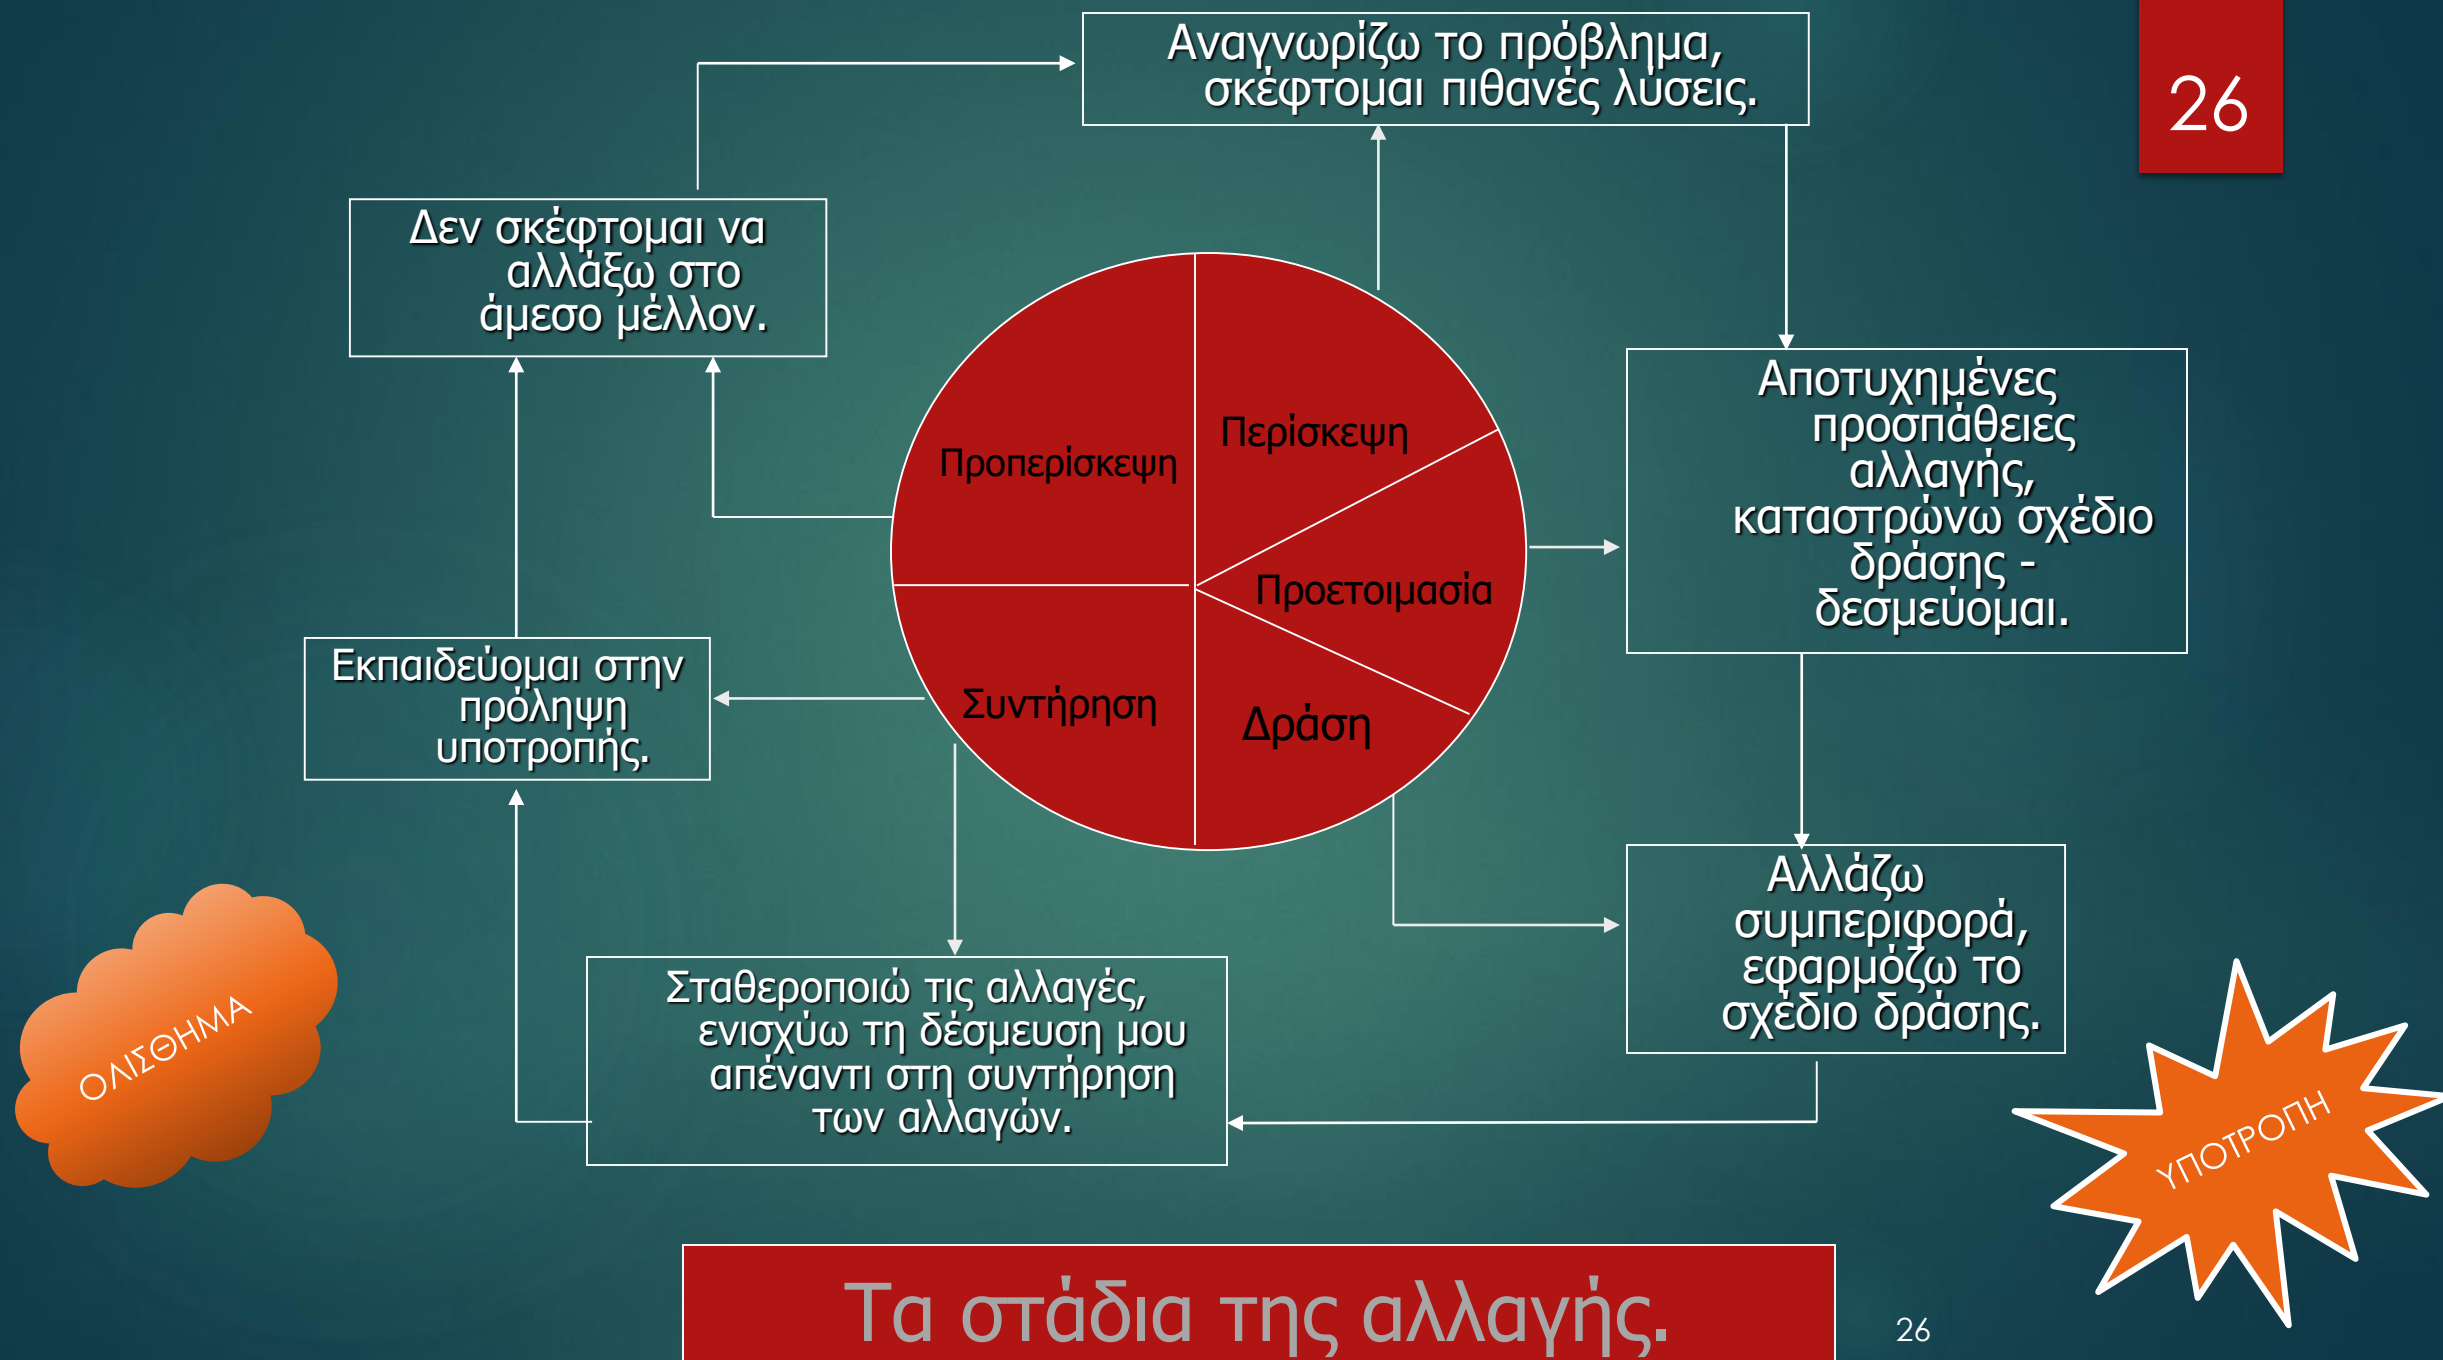 Αναγνωρίζω το πρόβλημα,
σκέφτομαι πιθανές λύσεις.
26
Δεν σκέφτομαι να
αλλάξω στο
άμεσο μέλλον.
Αποτυχημένες
προσπάθειες
αλλαγής,
καταστρώνω σχέδιο
δράσης -
δεσμεύομαι.
Προπερίσκεψη
Περίσκεψη
Προετοιμασία
Συντήρηση
Δράση
Εκπαιδεύομαι στην
πρόληψη
υποτροπής.
Αλλάζω
συμπεριφορά,
εφαρμόζω το
σχέδιο δράσης.
Σταθεροποιώ τις αλλαγές,
ενισχύω τη δέσμευση μου
απέναντι στη συντήρηση
των αλλαγών.
ΟΛΙΣΘΗΜΑ
ΥΠΟΤΡΟΠΗ
Τα στάδια της αλλαγής.
26